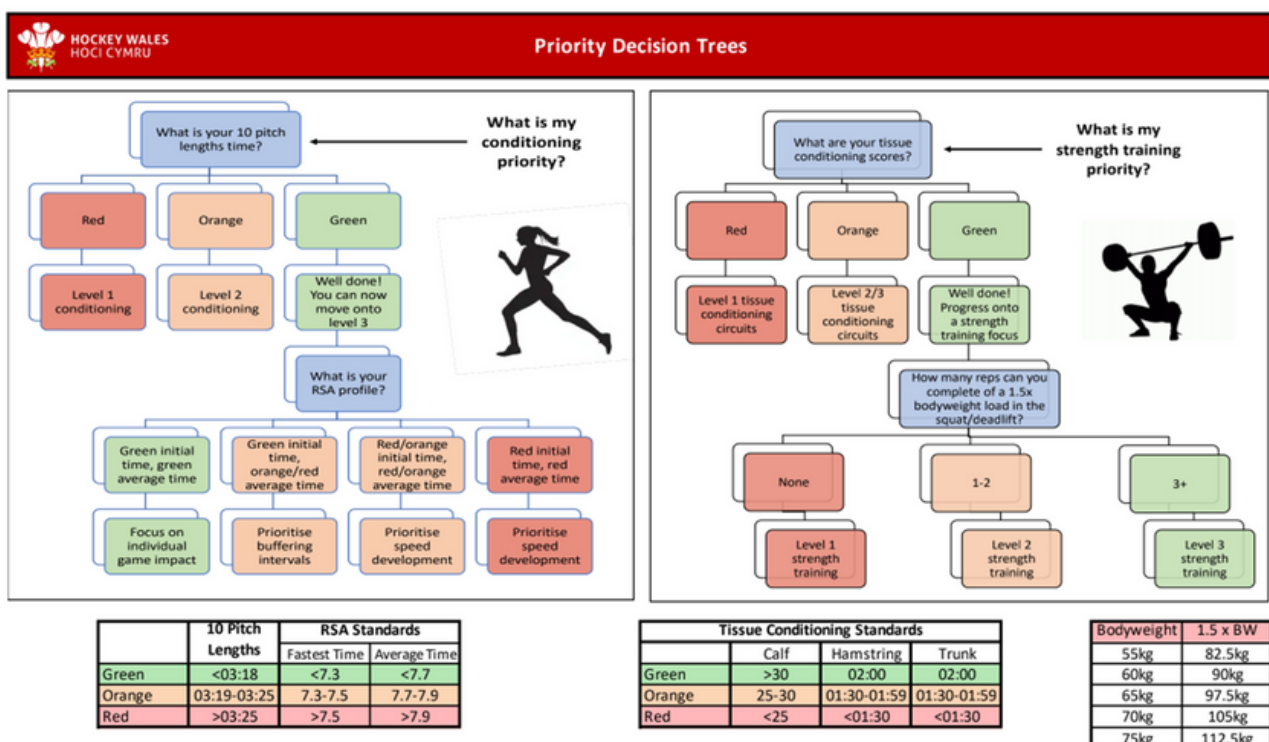 HOCKEY WALES
HOCI CYMRU
Priority Decision Trees
What is your 10 pitch
lengths time?
What is my
conditioning
priority?
Red
Orange
Green
Level 1
conditioning
Level 2
conditioning
Well done!
You can now
move onto
level 3
What is your
RSA profile?
Green initial
time, green
average time
Green initial
time,
orange/red
average time
Red/orange
initial time,
red/orange
average time
Red initial
time, red
average time
Focus on
individual
game impact
Prioritise
buffering
intervals
Prioritise
speed
development
Prioritise
speed
development
What are your tissue
conditioning scores?
What is my
strength training
priority?
Red
Orange
Green
Level 1 tissue
conditioning
circuits
Level 2/3
tissue
conditioning
circuits
Well done!
Progress onto
a strength
training focus
How many reps can you
complete of a 1.5x
bodyweight load in the
squat/deadlift?
None
1-2
3+
Level 1
strength
training
Level 2
strength
training
Level 3
strength
training
10 Pitch
Lengths
RSA Standards
Fastest Time Average Time
Green <03:18 <7.3 <7.7
Orange 03:19-03:25 7.3-7.5 7.7-7.9
Red >03:25 >7.5 >7.9
Tissue Conditioning Standards
Calf Hamstring Trunk
Green >30 02:00 02:00
Orange 25-30 01:30-01:59 01:30-01:59
Red <25 <01:30 <01:30
Bodyweight 1.5 x BW
55kg 82.5kg
60kg 90kg
65kg 97.5kg
70kg 105kg
75kg 112.5kg